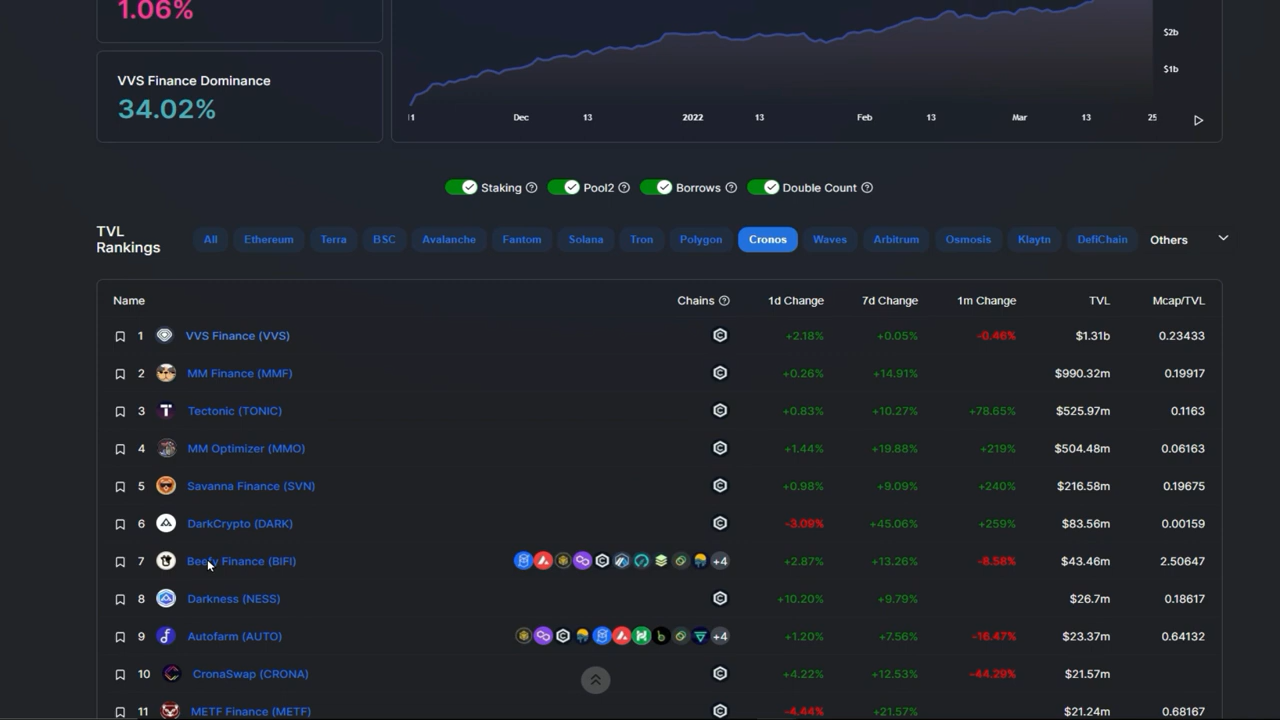 1.06%
VVS Finance Dominance
34.02%
$2b
$1b
11 Dec 13 2022 13 Feb 13 Mar 13 25
Staking Pool2 Borrows Double Count
TVL Rankings All Ethereum Terra BSC Avalanche Fantom Solana Tron Polygon Cronos Waves Arbitrum Osmosis Klaytn DefiChain Others
Name Chains 1d Change 7d Change 1m Change TVL Mcap/TVL
1 VVS Finance (VVS) +2.18% +0.05% -0.46% $1.31b 0.23433
2 MM Finance (MMF) +0.26% +14.91% $990.32m 0.19917
3 Tectonic (TONIC) +0.83% +10.27% +78.65% $525.97m 0.1163
4 MM Optimizer (MMO) +1.44% +19.88% +219% $504.48m 0.06163
5 Savanna Finance (SVN) +0.98% +9.09% +240% $216.58m 0.19675
6 DarkCrypto (DARK) -3.09% +45.06% +259% $83.56m 0.00159
7 Beefy Finance (BIFI) +4 +2.87% +13.26% -8.58% $43.46m 2.50647
8 Darkness (NESS) +10.20% +9.79% $26.7m 0.18617
9 Autofarm (AUTO) +4 +1.20% +7.56% -16.47% $23.37m 0.64132
10 CronaSwap (CRONA) +4.22% +12.53% -44.29% $21.57m
11 METF Finance (METF) -4.44% +21.57% $21.24m 0.68167